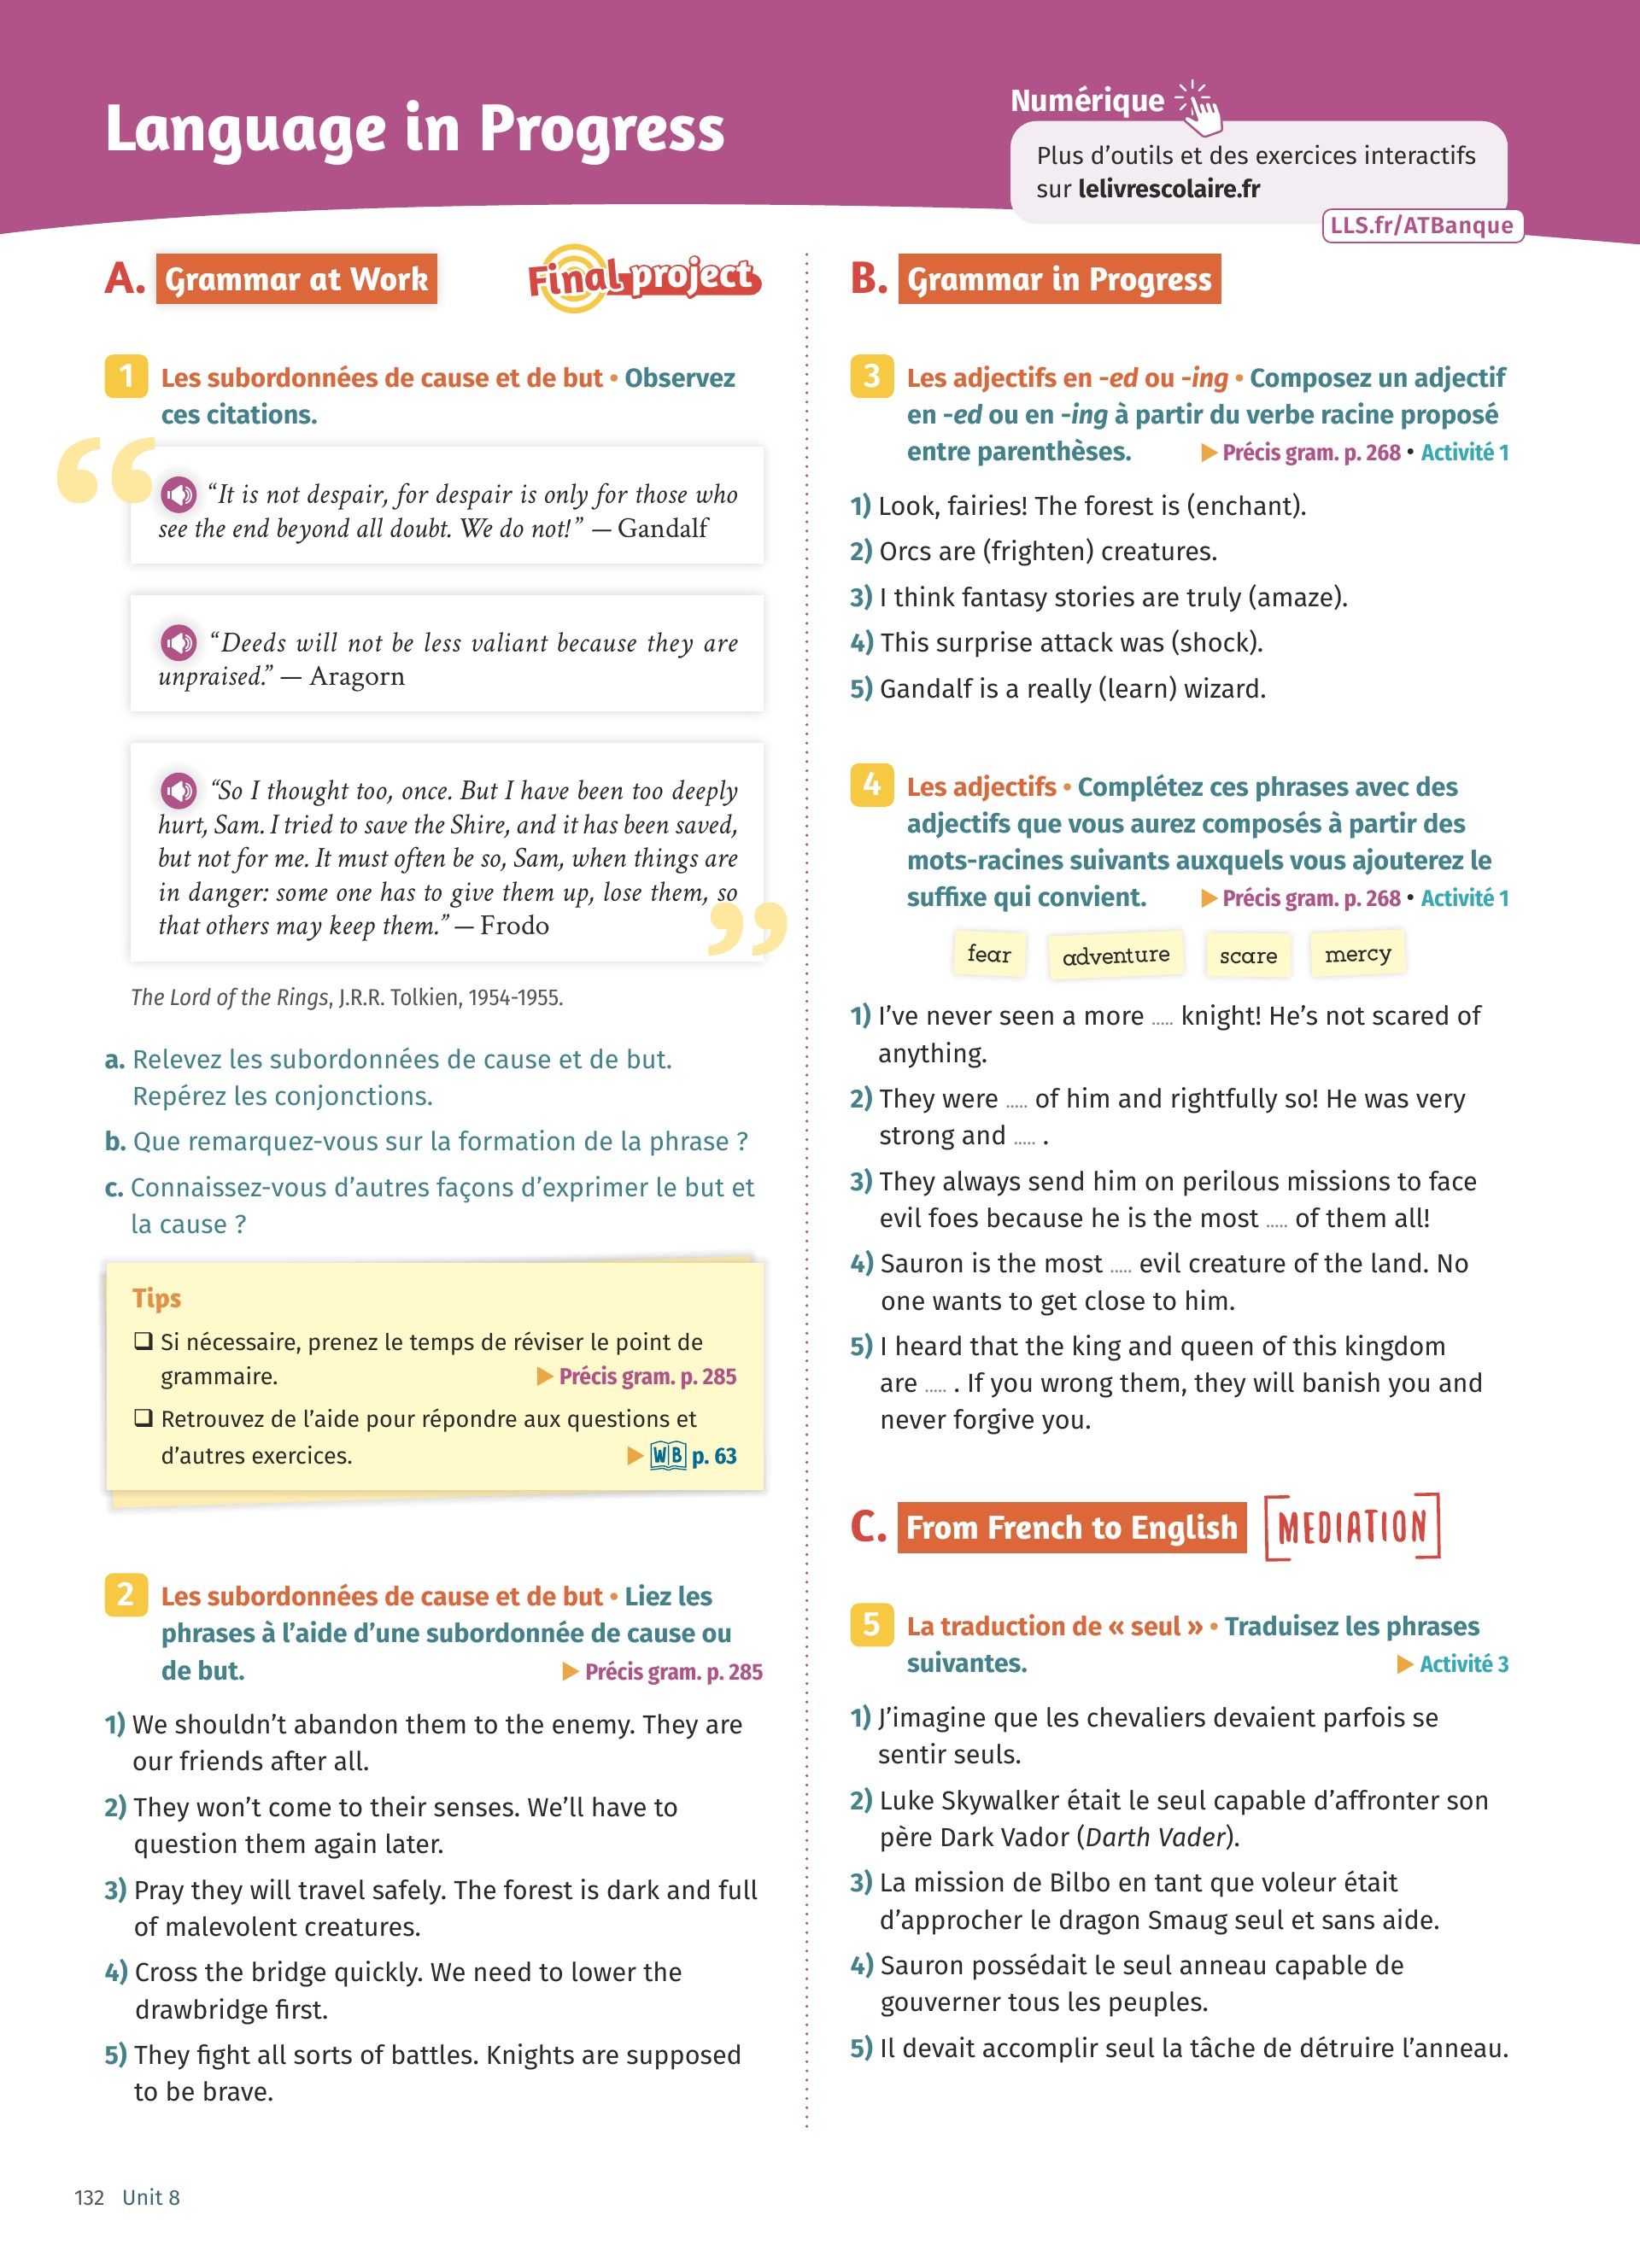 Language in Progress
Numérique
Plus d’outils et des exercices interactifs
sur lelivrescolaire.fr
LLS.fr/ATBanque
A. Grammar at Work
Final project
1 Les subordonnées de cause et de but • Observez
ces citations.
“It is not despair, for despair is only for those who
see the end beyond all doubt. We do not!” — Gandalf
“Deeds will not be less valiant because they are
unpraised.” — Aragorn
“So I thought too, once. But I have been too deeply
hurt, Sam. I tried to save the Shire, and it has been saved,
but not for me. It must often be so, Sam, when things are
in danger: some one has to give them up, lose them, so
that others may keep them.” — Frodo
The Lord of the Rings, J.R.R. Tolkien, 1954-1955.
a. Relevez les subordonnées de cause et de but.
Repérez les conjonctions.
b. Que remarquez-vous sur la formation de la phrase ?
c. Connaissez-vous d’autres façons d’exprimer le but et
la cause ?
Tips
❑ Si nécessaire, prenez le temps de réviser le point de
grammaire. ▶ Précis gram. p. 285
❑ Retrouvez de l’aide pour répondre aux questions et
d’autres exercices. ▶ WB p. 63
2 Les subordonnées de cause et de but • Liez les
phrases à l’aide d’une subordonnée de cause ou
de but. ▶ Précis gram. p. 285
1) We shouldn’t abandon them to the enemy. They are
our friends after all.
2) They won’t come to their senses. We’ll have to
question them again later.
3) Pray they will travel safely. The forest is dark and full
of malevolent creatures.
4) Cross the bridge quickly. We need to lower the
drawbridge first.
5) They fight all sorts of battles. Knights are supposed
to be brave.
B. Grammar in Progress
3 Les adjectifs en -ed ou -ing • Composez un adjectif
en -ed ou en -ing à partir du verbe racine proposé
entre parenthèses. ▶ Précis gram. p. 268 • Activité 1
1) Look, fairies! The forest is (enchant).
2) Orcs are (frighten) creatures.
3) I think fantasy stories are truly (amaze).
4) This surprise attack was (shock).
5) Gandalf is a really (learn) wizard.
4 Les adjectifs • Complétez ces phrases avec des
adjectifs que vous aurez composés à partir des
mots-racines suivants auxquels vous ajouterez le
suffixe qui convient. ▶ Précis gram. p. 268 • Activité 1
fear adventure scare mercy
1) I’ve never seen a more ..... knight! He’s not scared of
anything.
2) They were ..... of him and rightfully so! He was very
strong and ..... .
3) They always send him on perilous missions to face
evil foes because he is the most ..... of them all!
4) Sauron is the most ..... evil creature of the land. No
one wants to get close to him.
5) I heard that the king and queen of this kingdom
are ..... . If you wrong them, they will banish you and
never forgive you.
C. From French to English MEDIATION
5 La traduction de « seul » • Traduisez les phrases
suivantes. ▶ Activité 3
1) J’imagine que les chevaliers devaient parfois se
sentir seuls.
2) Luke Skywalker était le seul capable d’affronter son
père Dark Vador (Darth Vader).
3) La mission de Bilbo en tant que voleur était
d’approcher le dragon Smaug seul et sans aide.
4) Sauron possédait le seul anneau capable de
gouverner tous les peuples.
5) Il devait accomplir seul la tâche de détruire l’anneau.
132 Unit 8